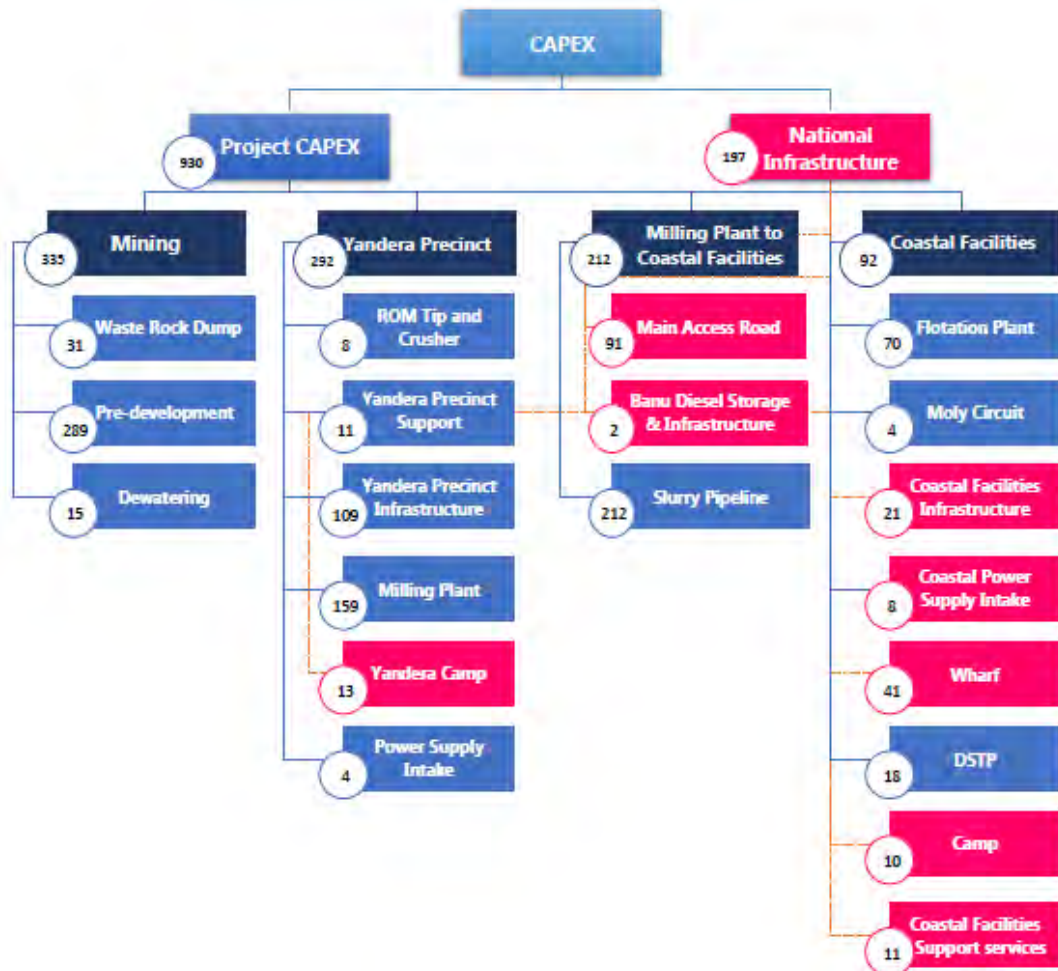 CAPEX
Project CAPEX
930
National
Infrastructure
197
Mining
335
Yandera Precinct
292
Milling Plant to
Coastal Facilities
212
Coastal Facilities
92
Waste Rock Dump
31
Pre-development
289
Dewatering
15
ROM Tip and
Crusher
8
Yandera Precinct
Support
11
Yandera Precinct
Infrastructure
109
Milling Plant
159
Yandera Camp
13
Power Supply
Intake
4
Main Access Road
91
Banu Diesel Storage
& Infrastructure
2
Slurry Pipeline
212
Flotation Plant
70
Moly Circuit
4
Coastal Facilities
Infrastructure
21
Coastal Power
Supply Intake
8
Wharf
41
DSTP
18
Camp
10
Coastal Facilities
Support services
11